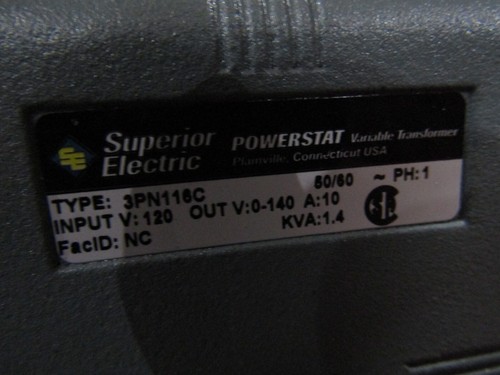 SE Superior Electric POWERSTAT Variable Transformer
Plainville, Connecticut USA
TYPE: 3PN116C 50/60 ~ PH: 1
INPUT V: 120 OUT V:0-140 A:10
FacID: NC KVA:1.4